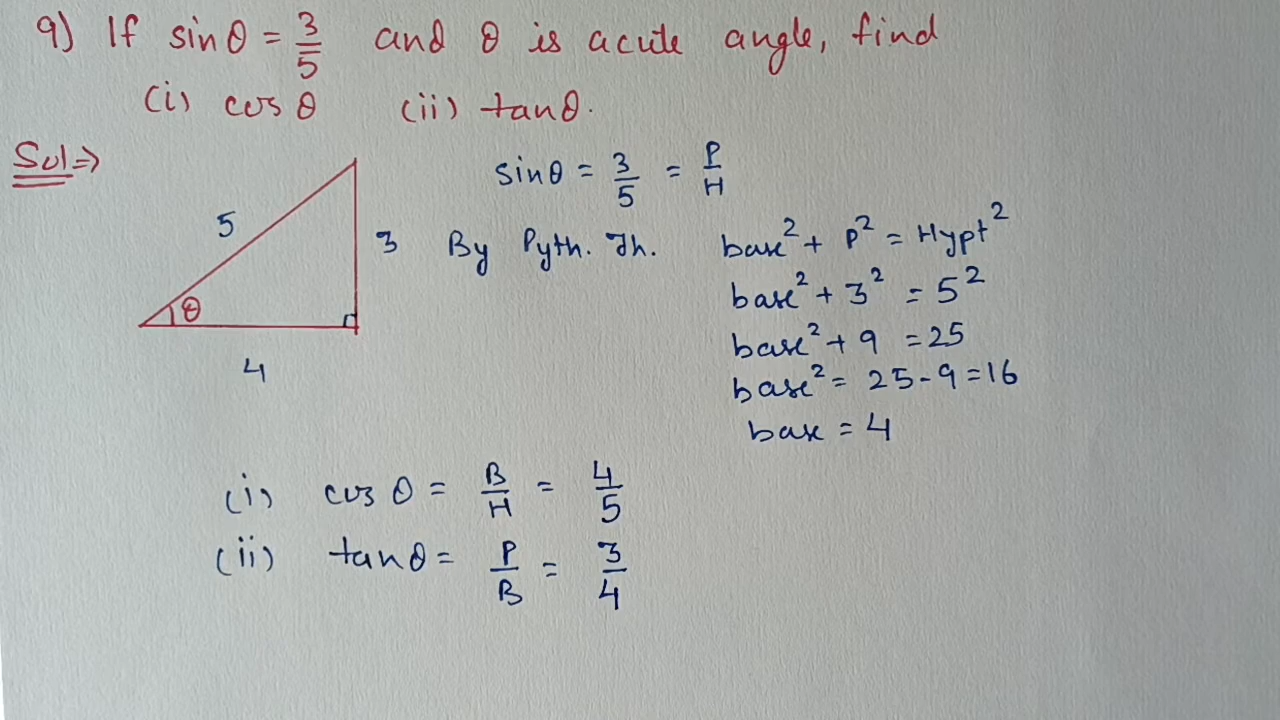 9) If sinθ = 3/5 and θ is acute angle, find
(i) cosθ (ii) tanθ.
Sol⇒
sinθ = 3/5 = P/H
5
3
θ
4
By Pyth. Th.
base² + P² = Hypt²
base² + 3² = 5²
base² + 9 = 25
base² = 25-9=16
base = 4
(i) cosθ = B/H = 4/5
(ii) tanθ = P/B = 3/4